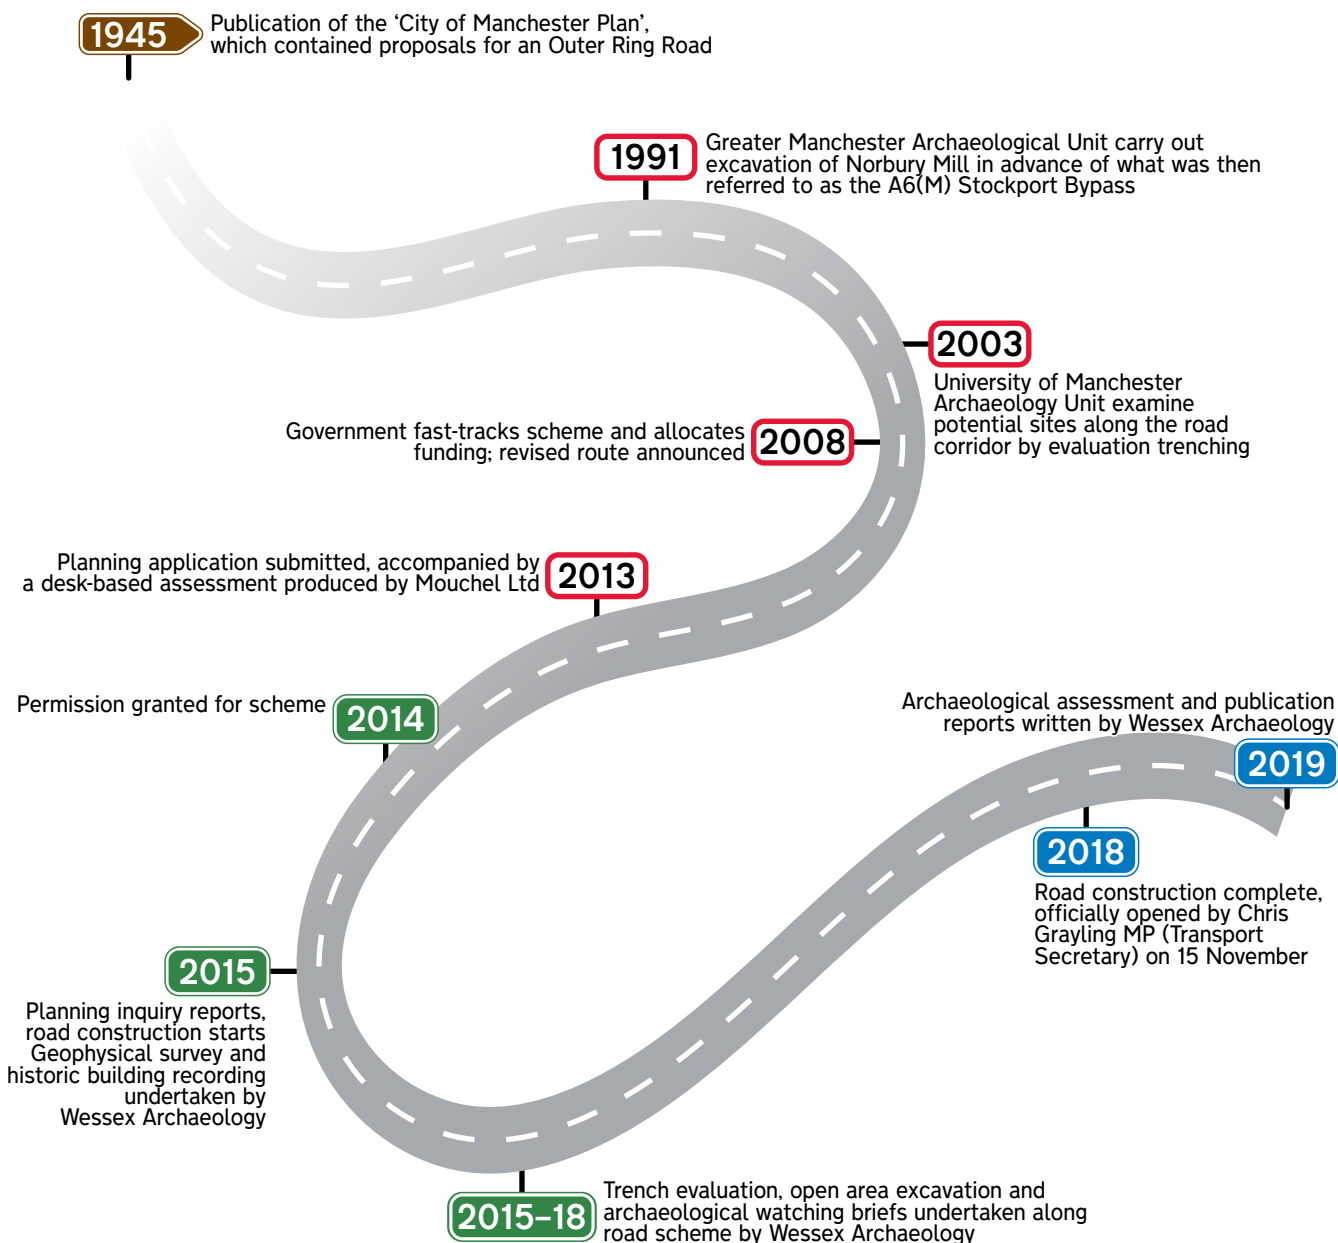 1945
Publication of the ‘City of Manchester Plan’,
which contained proposals for an Outer Ring Road
1991
Greater Manchester Archaeological Unit carry out
excavation of Norbury Mill in advance of what was then
referred to as the A6(M) Stockport Bypass
2003
University of Manchester
Archaeology Unit examine
potential sites along the road
corridor by evaluation trenching
Government fast-tracks scheme and allocates
funding; revised route announced
2008
Planning application submitted, accompanied by
a desk-based assessment produced by Mouchel Ltd
2013
Permission granted for scheme
2014
2015
Planning inquiry reports,
road construction starts
Geophysical survey and
historic building recording
undertaken by
Wessex Archaeology
2015–18
Trench evaluation, open area excavation and
archaeological watching briefs undertaken along
road scheme by Wessex Archaeology
2018
Road construction complete,
officially opened by Chris
Grayling MP (Transport
Secretary) on 15 November
Archaeological assessment and publication
reports written by Wessex Archaeology
2019